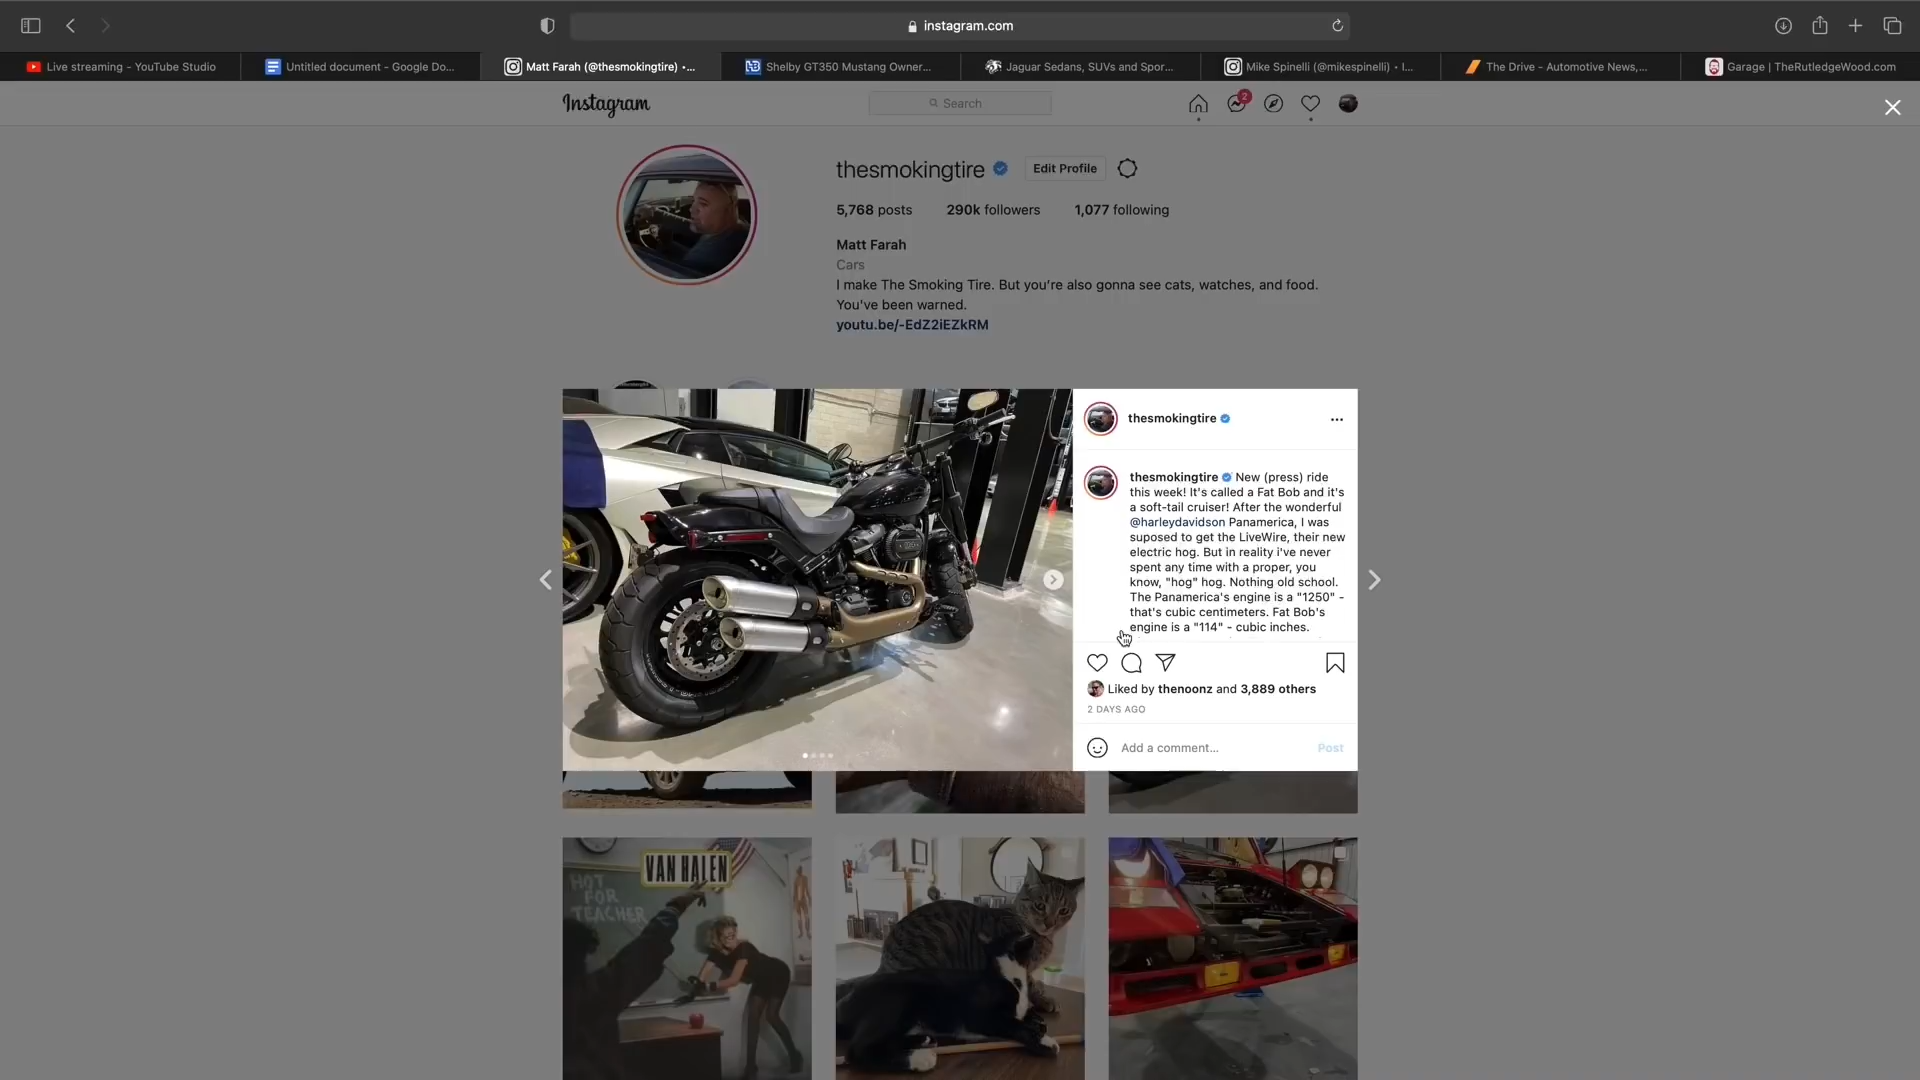 instagram.com
Live streaming - YouTube Studio
Untitled document - Google Do...
Matt Farah (@thesmokingtire) •...
Shelby GT350 Mustang Owner...
Jaguar Sedans, SUVs and Spor...
Mike Spinelli (@mikespinelli) • I...
The Drive - Automotive News,...
Garage | TheRutledgeWood.com
Instagram
Search
2
thesmokingtire
Edit Profile
5,768 posts
290k followers
1,077 following
Matt Farah
Cars
I make The Smoking Tire. But you're also gonna see cats, watches, and food.
You've been warned.
youtu.be/-EdZ2iEZkRM
thesmokingtire
thesmokingtire New (press) ride
this week! It's called a Fat Bob and it's
a soft-tail cruiser! After the wonderful
@harleydavidson Panamerica, I was
suposed to get the LiveWire, their new
electric hog. But in reality i've never
spent any time with a proper, you
know, "hog" hog. Nothing old school.
The Panamerica's engine is a "1250" -
that's cubic centimeters. Fat Bob's
engine is a "114" - cubic inches.
Liked by thenoonz and 3,889 others
2 DAYS AGO
Add a comment...
Post
VAN HALEN
HOT
FOR
TEACHER